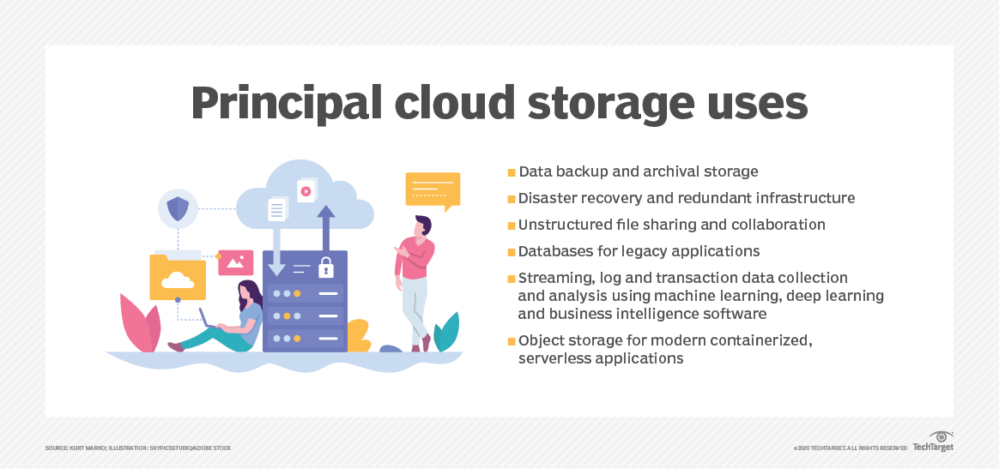 Principal cloud storage uses
Data backup and archival storage
Disaster recovery and redundant infrastructure
Unstructured file sharing and collaboration
Databases for legacy applications
Streaming, log and transaction data collection
and analysis using machine learning, deep learning
and business intelligence software
Object storage for modern containerized,
serverless applications
SOURCE: KURT MARKO; ILLUSTRATION: SKYPICSSTUDIO/ADOBE STOCK
©2020 TECHTARGET. ALL RIGHTS RESERVED
TechTarget